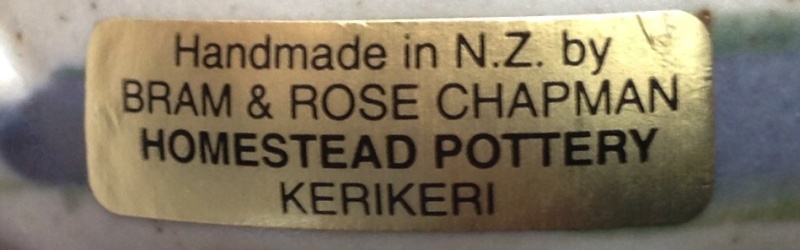 Handmade in N.Z. by
BRAM & ROSE CHAPMAN
HOMESTEAD POTTERY
KERIKERI